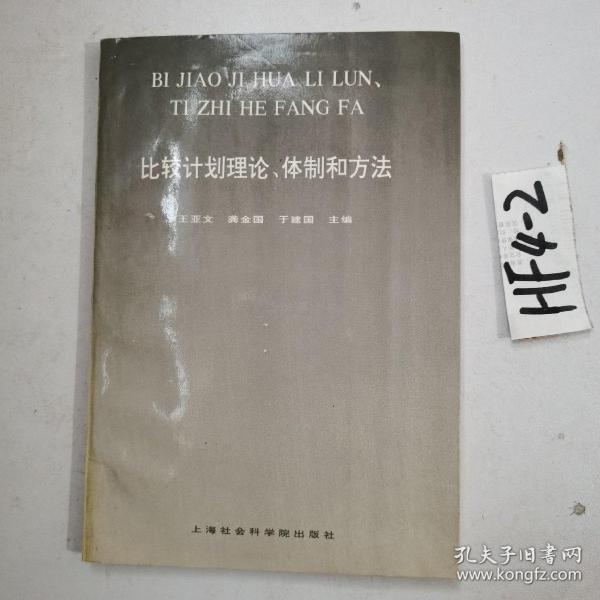 BI JIAO JI HUA LI LUN、
TI ZHI HE FANG FA
比较计划理论、体制和方法
王亚文 龚金国 于建国 主编
上海社会科学院出版社
HF4-2
孔夫子旧书网
www.kongfz.com